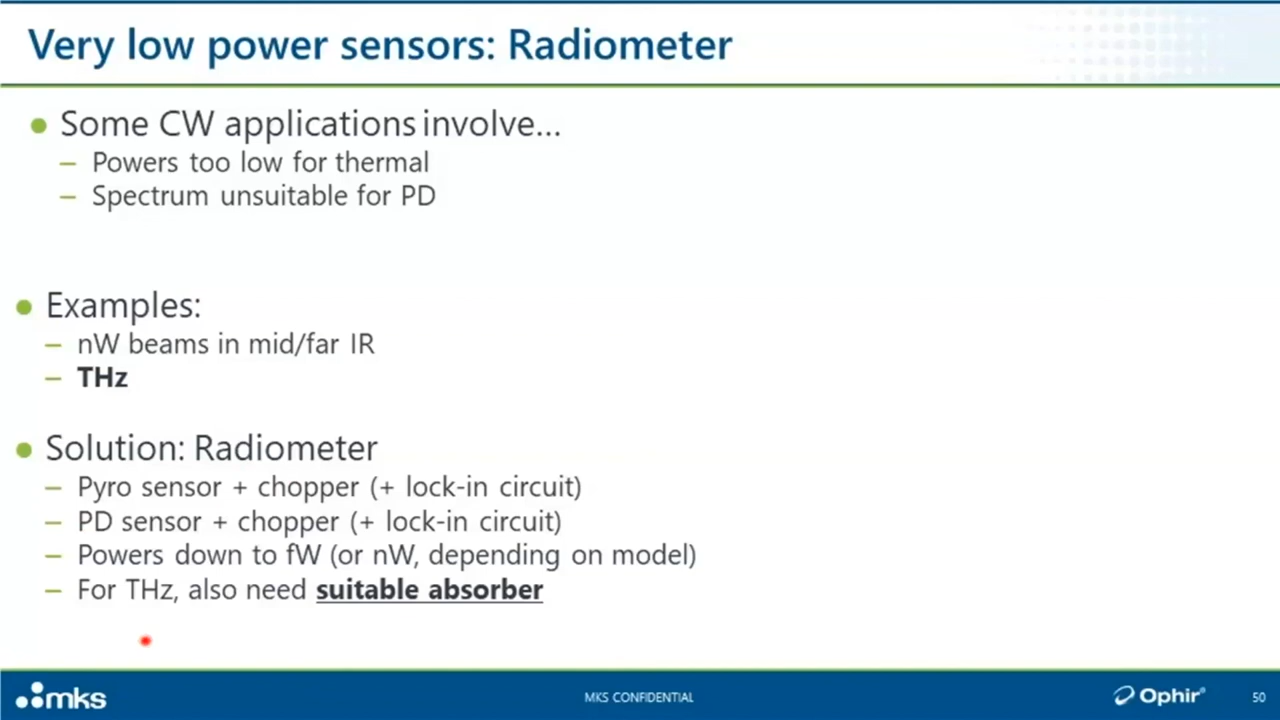 Very low power sensors: Radiometer
● Some CW applications involve...
– Powers too low for thermal
– Spectrum unsuitable for PD
● Examples:
– nW beams in mid/far IR
– THz
● Solution: Radiometer
– Pyro sensor + chopper (+ lock-in circuit)
– PD sensor + chopper (+ lock-in circuit)
– Powers down to fW (or nW, depending on model)
– For THz, also need suitable absorber
mks
MKS CONFIDENTIAL
Ophir®
50